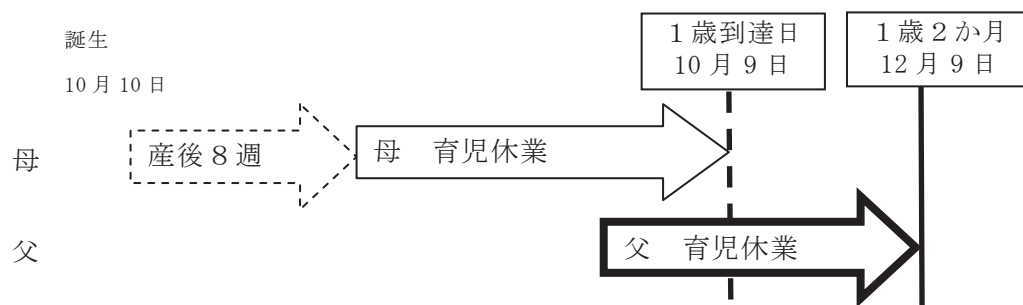 誕生
10月10日
１歳到達日
10月９日
１歳２か月
12月９日
母
産後８週
母　育児休業
父
父　育児休業